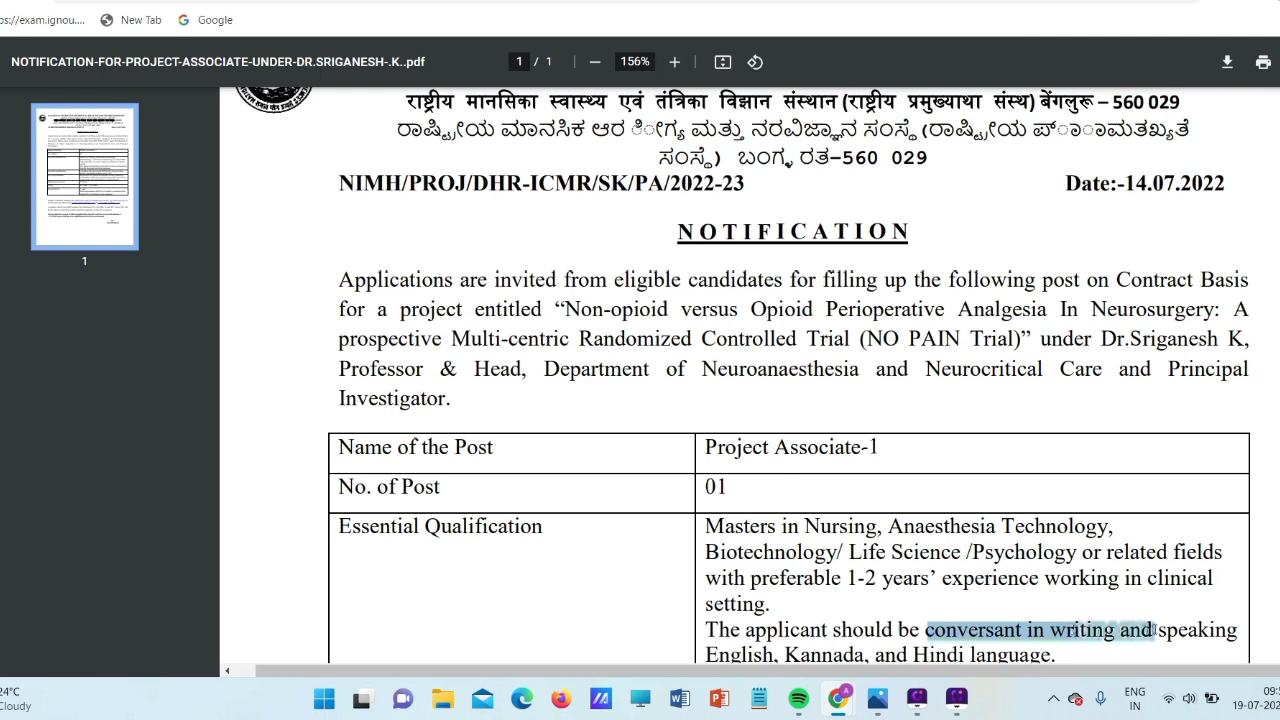 ps://exam.ignou....
New Tab
Google
NOTIFICATION-FOR-PROJECT-ASSOCIATE-UNDER-DR.SRIGANESH-.K..pdf
1 / 1
156%
राष्ट्रीय मानसिका स्वास्थ्य एवं तंत्रिका विज्ञान संस्थान (राष्ट्रीय प्रमुख्याथा संस्थ) बेंगलुरू – 560 029
ರಾಷ್ಟ್ರೀಯ ಮಾನಸಿಕ ಆರ ೋಗ್ಯ ಮತ್ತು ನರವಿಜ್ಞಾನ ಸಂಸ್ಥೆ (ರಾಷ್ಟ್ರೀಯ
ಸಂಸ್ಥೆ) 560 029
NIMH/PROJ/DHR-ICMR/SK/PA/2022-23
Date:-14.07.2022
NOTIFICATION
Applications are invited from eligible candidates for filling up the following post on Contract Basis
for a project entitled “Non-opioid versus Opioid Perioperative Analgesia In Neurosurgery: A
prospective Multi-centric Randomized Controlled Trial (NO PAIN Trial)” under Dr.Sriganesh K,
Professor & Head, Department of Neuroanaesthesia and Neurocritical Care and Principal
Investigator.
Name of the Post
Project Associate-1
No. of Post
01
Essential Qualification
Masters in Nursing, Anaesthesia Technology,
Biotechnology/ Life Science /Psychology or related fields
with preferable 1-2 years’ experience working in clinical
setting.
The applicant should be conversant in writing and speaking
English, Kannada, and Hindi language.
1
24°C
Cloudy
ENG
IN
09:
19-07-202